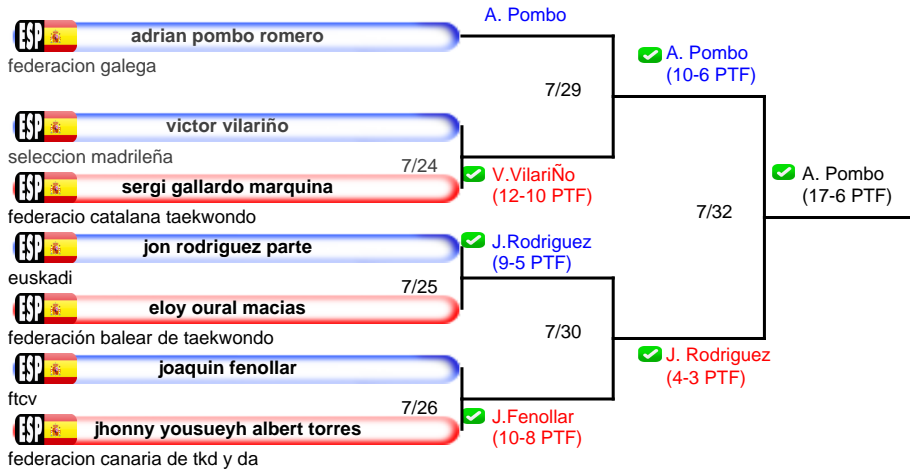 A. Pombo
ESP adrian pombo romero
federacion galega
A. Pombo
(10-6 PTF)
7/29
ESP victor vilariño
seleccion madrileña
7/24
V.VilariÑo
(12-10 PTF)
ESP sergi gallardo marquina
federacio catalana taekwondo
A. Pombo
(17-6 PTF)
7/32
ESP jon rodriguez parte
euskadi
J.Rodriguez
(9-5 PTF)
7/25
ESP eloy oural macias
federación balear de taekwondo
7/30
J. Rodriguez
(4-3 PTF)
ESP joaquin fenollar
ftcv
7/26
J.Fenollar
(10-8 PTF)
ESP jhonny yousueyh albert torres
federacion canaria de tkd y da